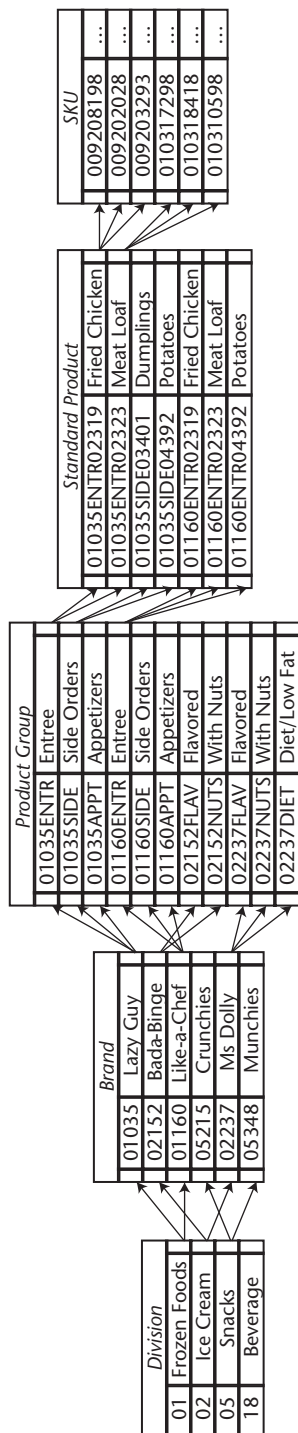 Division
01 Frozen Foods
02 Ice Cream
05 Snacks
18 Beverage
Brand
01035 Lazy Guy
02152 Bada-Binge
01160 Like-a-Chef
05215 Crunchies
02237 Ms Dolly
05348 Munchies
Product Group
01035ENTR Entree
01035SIDE Side Orders
01035APPT Appetizers
01160ENTR Entree
01160SIDE Side Orders
01160APPT Appetizers
02152FLAV Flavored
02152NUTS With Nuts
02237FLAV Flavored
02237NUTS With Nuts
02237DIET Diet/Low Fat
Standard Product
01035ENTR02319 Fried Chicken
01035ENTR02323 Meat Loaf
01035SIDE03401 Dumplings
01035SIDE04392 Potatoes
01160ENTR02319 Fried Chicken
01160ENTR02323 Meat Loaf
01160ENTR04392 Potatoes
SKU
009208198 ...
009202028 ...
009203293 ...
010317298 ...
010318418 ...
010310598 ...